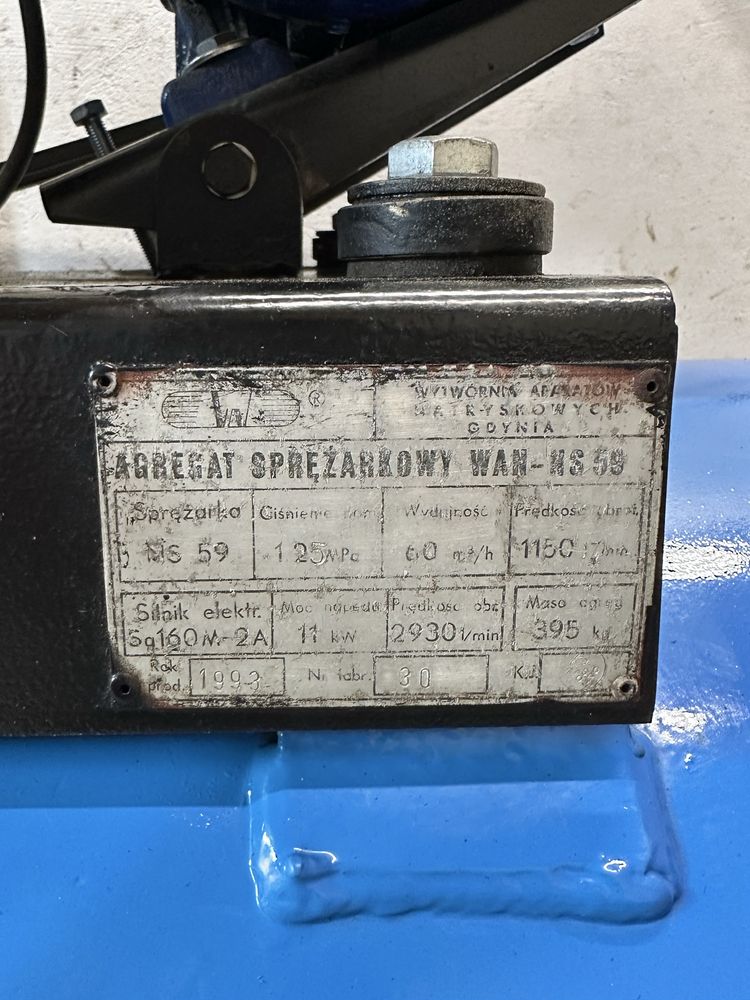 WAN ®
WYTWÓRNIA APARATÓW
NATRYSKOWYCH
GDYNIA
AGREGAT SPRĘŻARKOWY WAN-NS 59
Sprężarka Ciśnienie nom. Wydajność Prędkość obrot.
NS 59 1 25 MPa 60 m³/h 1150 1/min.
Silnik elektr. Moc napędu Prędkość obr. Masa agreg
Sg160M-2A 11 kW 2930 1/min 395 kg
Rok
prod. 1993 Nr fabr. 30 K.J.